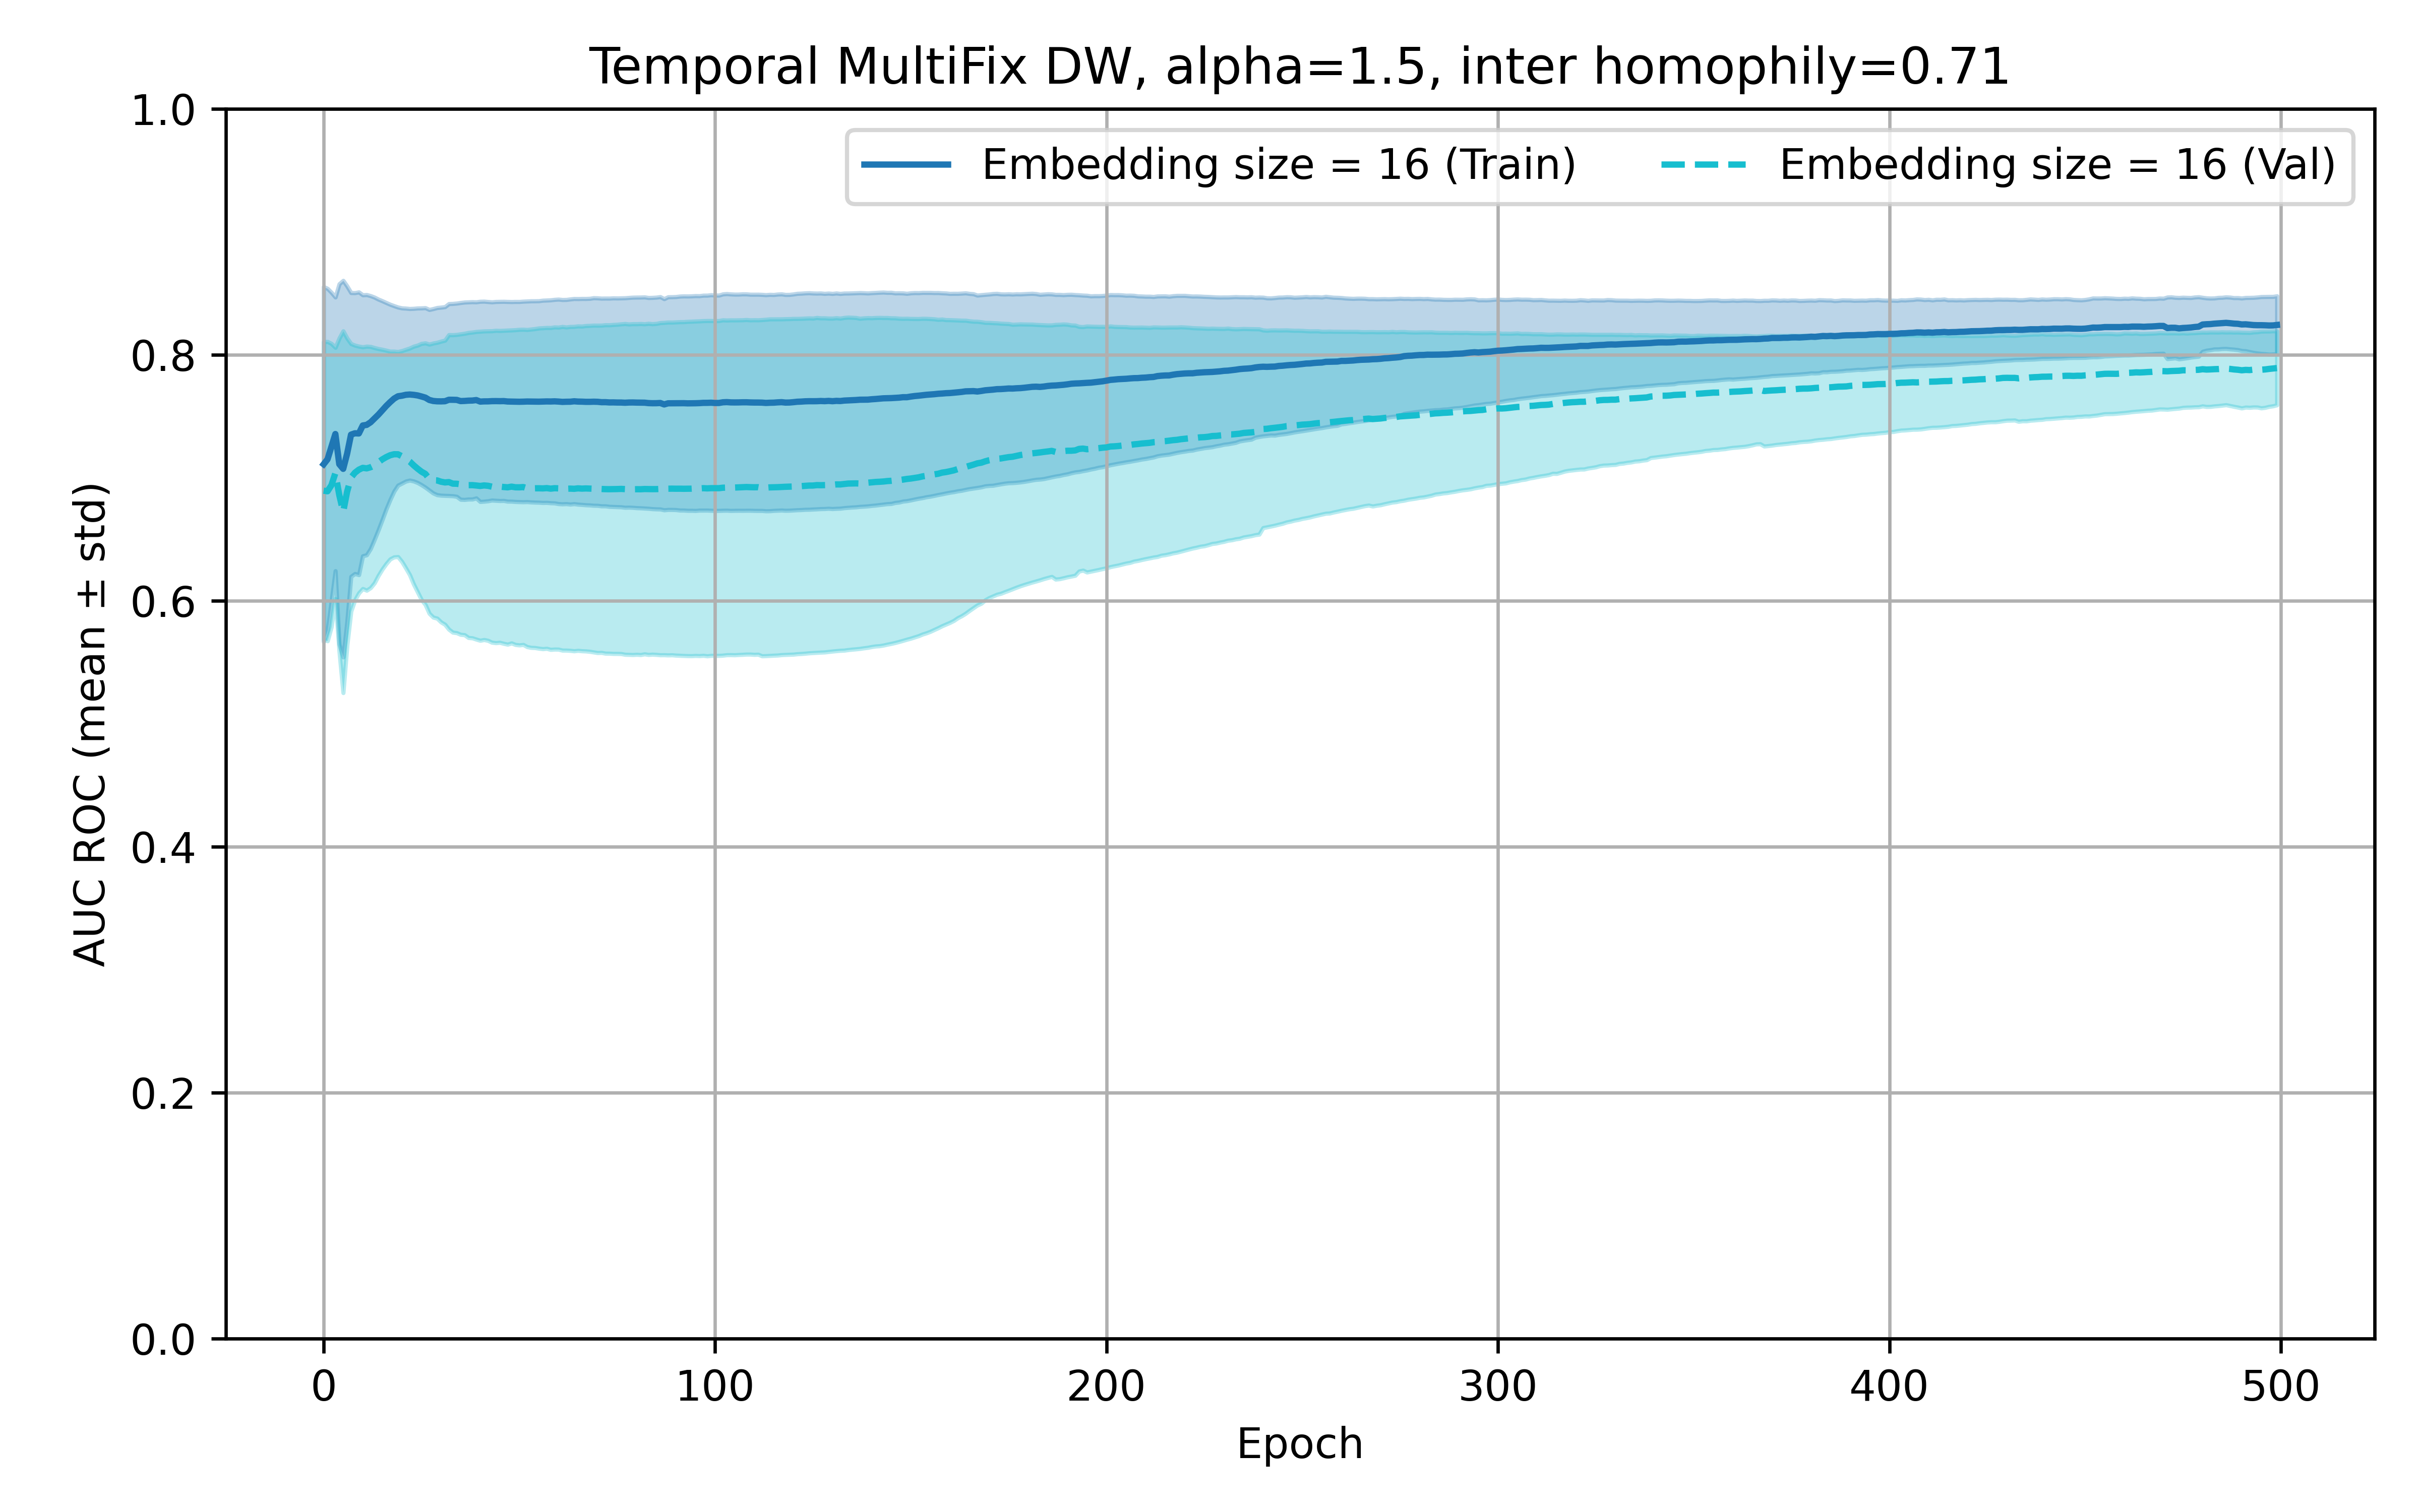 Temporal MultiFix DW, alpha=1.5, inter homophily=0.71
Embedding size = 16 (Train)
Embedding size = 16 (Val)
AUC ROC (mean ± std)
1.0
0.8
0.6
0.4
0.2
0.0
0 100 200 300 400 500
Epoch